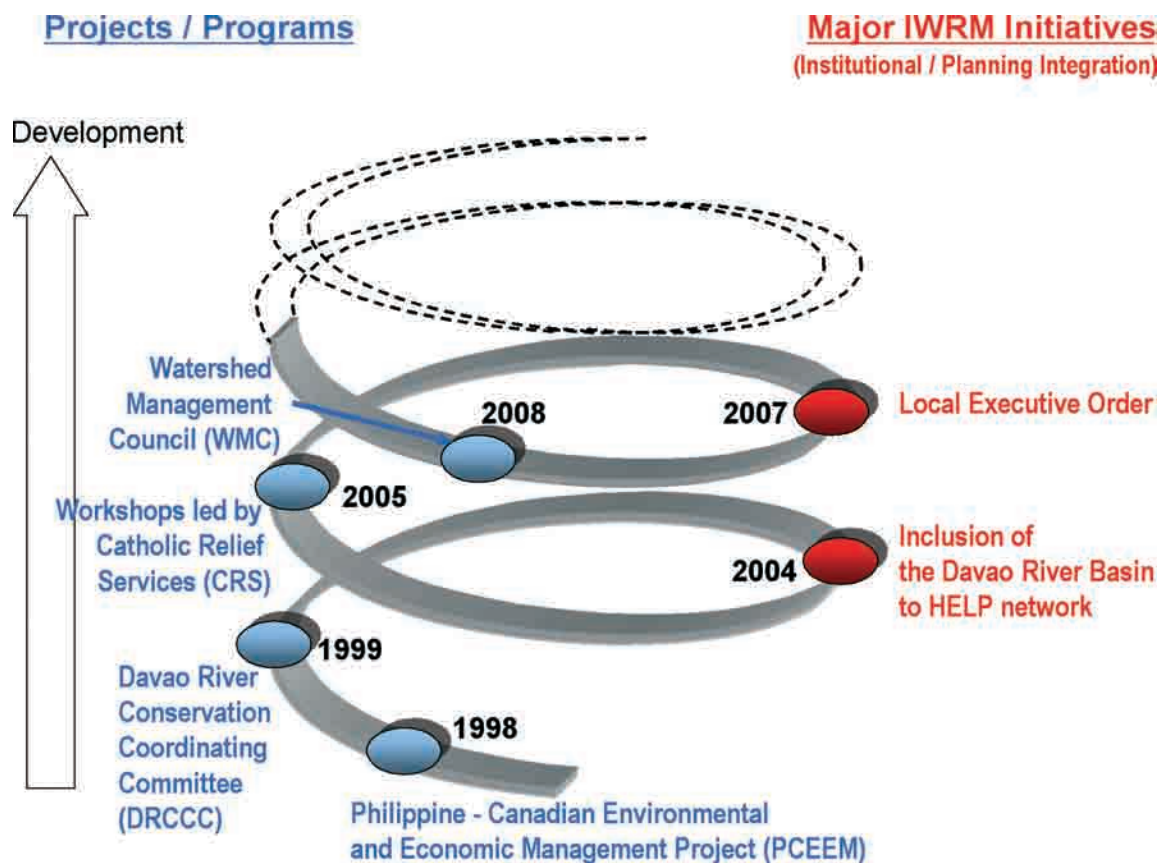 Projects / Programs
Major IWRM Initiatives
(Institutional / Planning Integration)
Development
Watershed
Management
Council (WMC)
2008
2007
Local Executive Order
2005
Workshops led by
Catholic Relief
Services (CRS)
2004
Inclusion of
the Davao River Basin
to HELP network
1999
Davao River
Conservation
Coordinating
Committee
(DRCCC)
1998
Philippine - Canadian Environmental
and Economic Management Project (PCEEM)